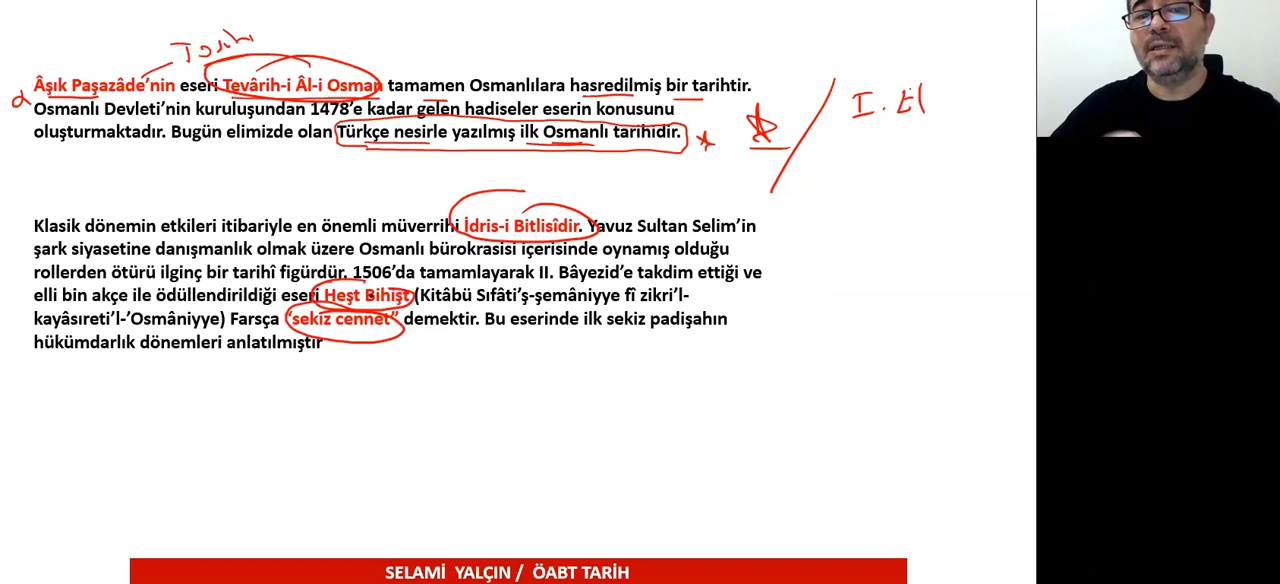 Tarihi
Âşık Paşazâde’nin eseri Tevârih-i Âl-i Osman tamamen Osmanlılara hasredilmiş bir tarihtir.
Osmanlı Devleti’nin kuruluşundan 1478’e kadar gelen hadiseler eserin konusunu
oluşturmaktadır. Bugün elimizde olan Türkçe nesirle yazılmış ilk Osmanlı tarihidir.
I. El
Klasik dönemin etkileri itibariyle en önemli müverrihi İdris-i Bitlisîdir. Yavuz Sultan Selim’in
şark siyasetine danışmanlık olmak üzere Osmanlı bürokrasisi içerisinde oynamış olduğu
rollerden ötürü ilginç bir tarihî figürdür. 1506’da tamamlayarak II. Bâyezid’e takdim ettiği ve
elli bin akçe ile ödüllendirildiği eseri Heşt Bihişt (Kitâbü Sıfâti’ş-şemâniyye fî zikri’l-
kayâsıreti’l-’Osmâniyye) Farsça “sekiz cennet” demektir. Bu eserinde ilk sekiz padişahın
hükümdarlık dönemleri anlatılmıştır
SELAMİ YALÇIN / ÖABT TARİH